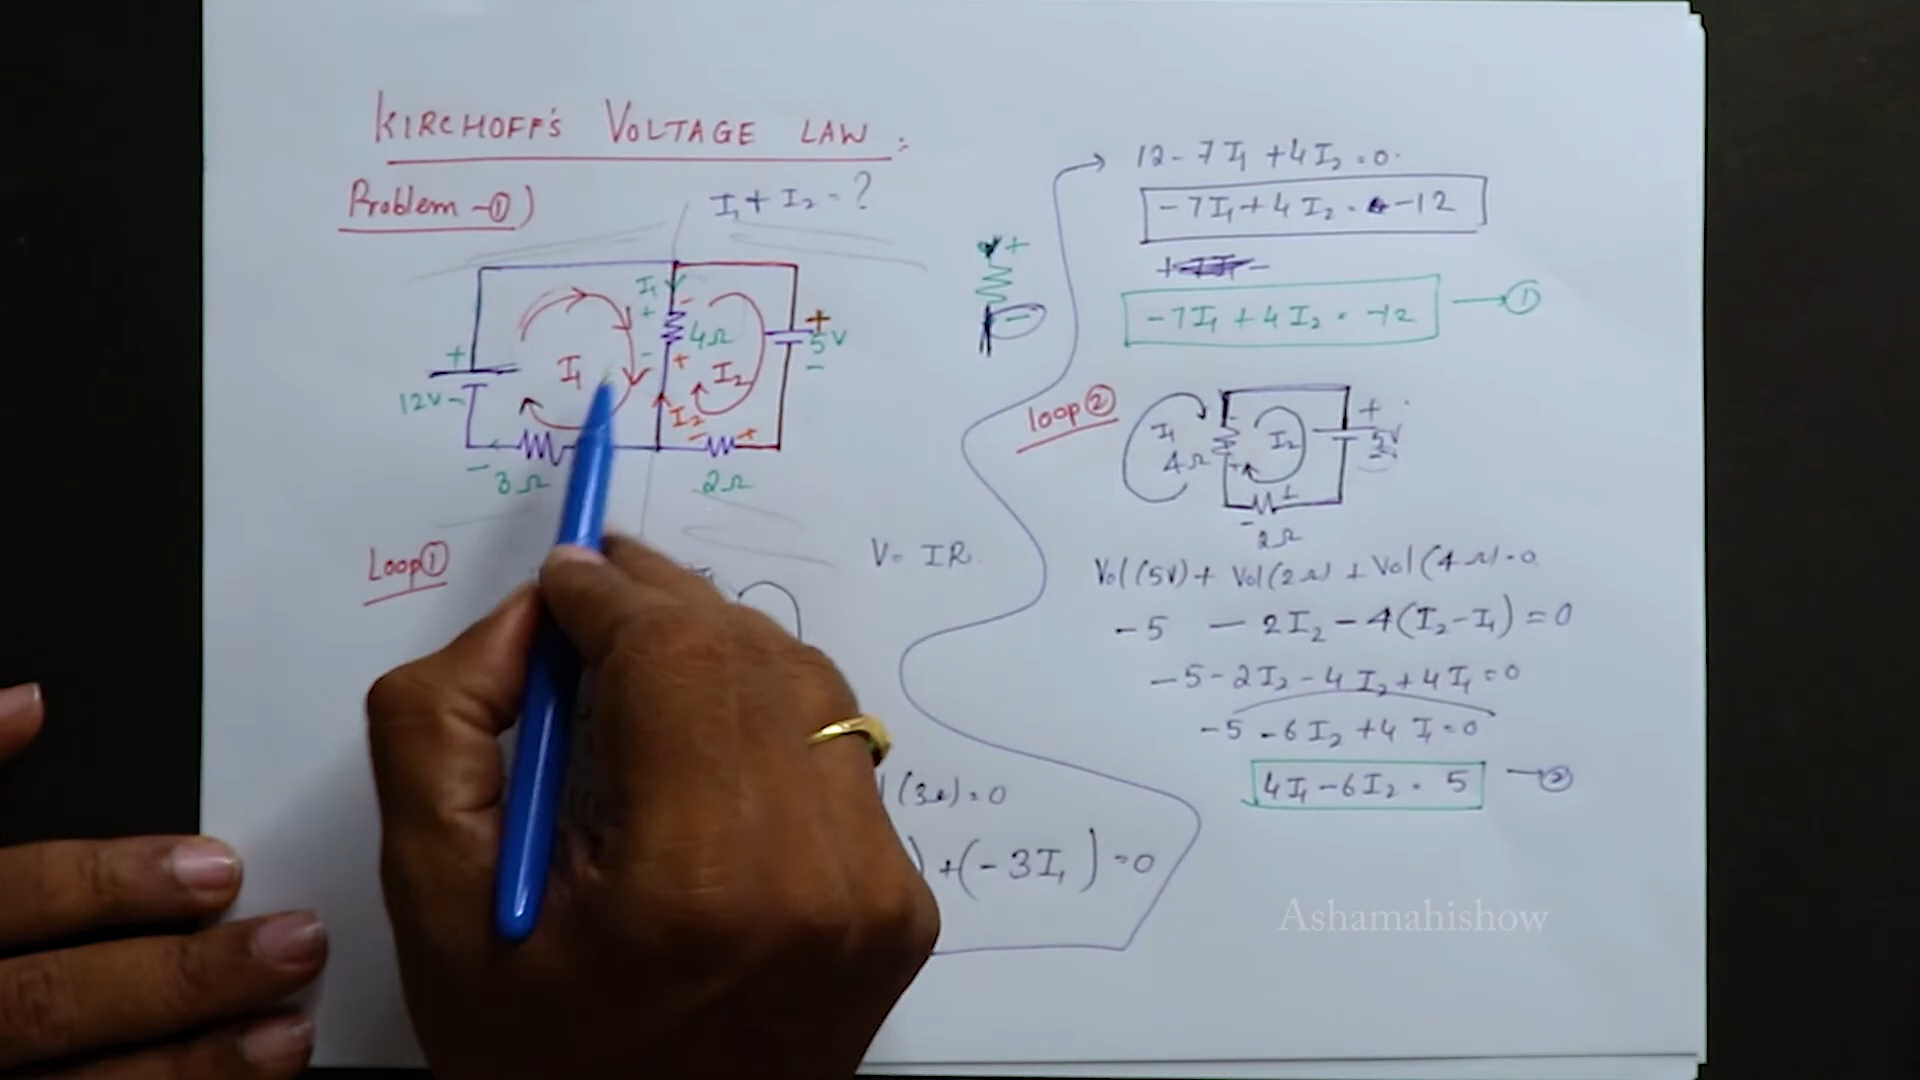 KIRCHOFF'S VOLTAGE LAW :
Problem -①)
I₁ + I₂ = ?
I₁
+
-
4Ω
+
5V
-
+
12V -
I₁
-
+
I₂
I₂
- +
- 3Ω
2Ω
Loop①
V = IR
(3Ω) = 0
) + (-3I₁) = 0
12 - 7I₁ + 4I₂ = 0
-7I₁ + 4I₂ = -12
-7I₁ + 4I₂ = -12 → ①
+
-
loop②
I₁
4Ω
I₂
+
5V
-
2Ω
Vol(5V) + Vol(2Ω) + Vol(4Ω) = 0
-5 - 2I₂ - 4(I₂ - I₁) = 0
-5 - 2I₂ - 4I₂ + 4I₁ = 0
-5 - 6I₂ + 4I = 0
4I₁ - 6I₂ = 5 → ②
Ashamahishow